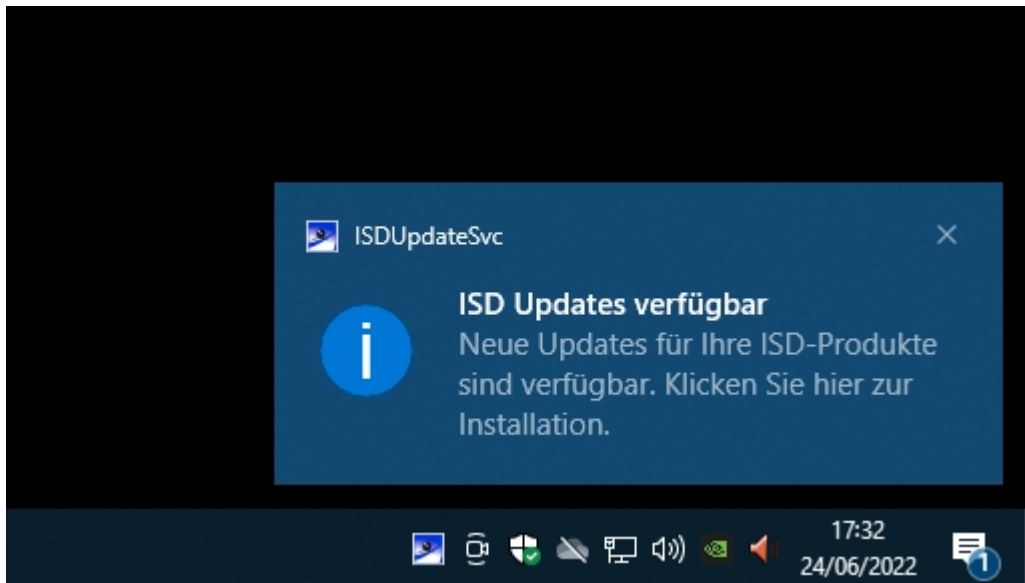 ISDUpdateSvc
ISD Updates verfügbar
Neue Updates für Ihre ISD-Produkte
sind verfügbar. Klicken Sie hier zur
Installation.
17:32
24/06/2022
1